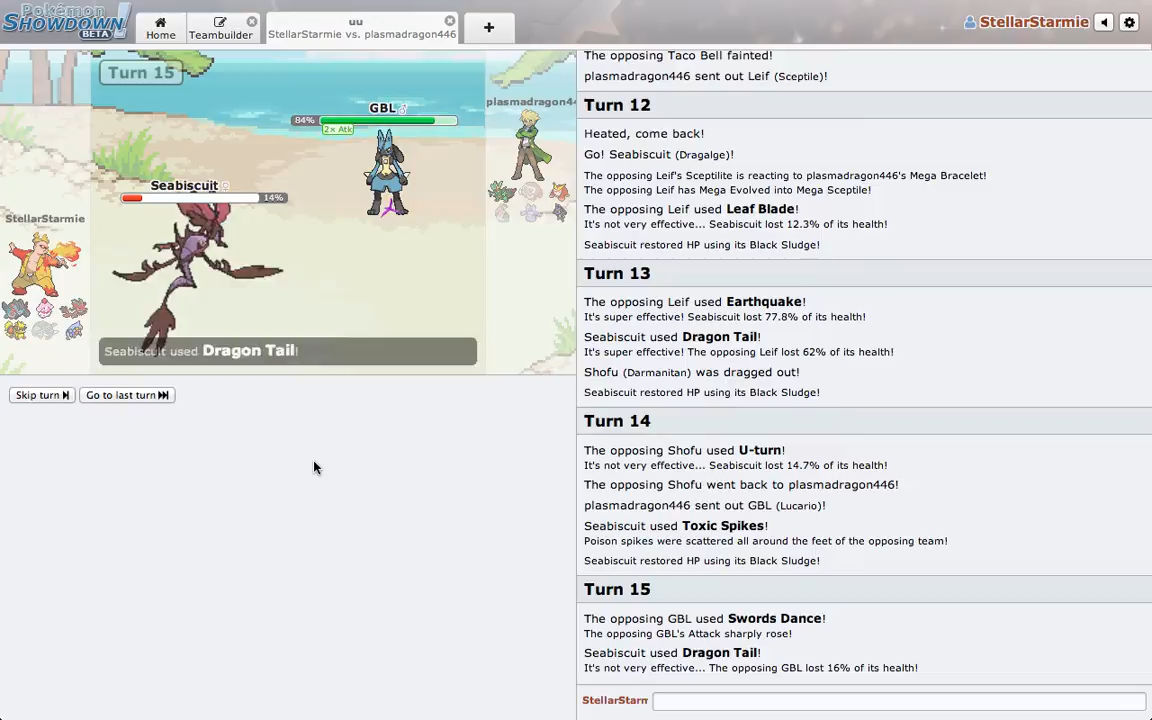 Pokémon
SHOWDOWN!
BETA
Home
Teambuilder
uu
StellarStarmie vs. plasmadragon446
StellarStarmie
Turn 15
GBL
84%
2× Atk
Seabiscuit
14%
StellarStarmie
plasmadragon44
Seabiscuit used Dragon Tail!
Skip turn
Go to last turn
The opposing Taco Bell fainted!
plasmadragon446 sent out Leif (Sceptile)!
Turn 12
Heated, come back!
Go! Seabiscuit (Dragalge)!
The opposing Leif's Sceptilite is reacting to plasmadragon446's Mega Bracelet!
The opposing Leif has Mega Evolved into Mega Sceptile!
The opposing Leif used Leaf Blade!
It's not very effective... Seabiscuit lost 12.3% of its health!
Seabiscuit restored HP using its Black Sludge!
Turn 13
The opposing Leif used Earthquake!
It's super effective! Seabiscuit lost 77.8% of its health!
Seabiscuit used Dragon Tail!
It's super effective! The opposing Leif lost 62% of its health!
Shofu (Darmanitan) was dragged out!
Seabiscuit restored HP using its Black Sludge!
Turn 14
The opposing Shofu used U-turn!
It's not very effective... Seabiscuit lost 14.7% of its health!
The opposing Shofu went back to plasmadragon446!
plasmadragon446 sent out GBL (Lucario)!
Seabiscuit used Toxic Spikes!
Poison spikes were scattered all around the feet of the opposing team!
Seabiscuit restored HP using its Black Sludge!
Turn 15
The opposing GBL used Swords Dance!
The opposing GBL's Attack sharply rose!
Seabiscuit used Dragon Tail!
It's not very effective... The opposing GBL lost 16% of its health!
StellarStarm